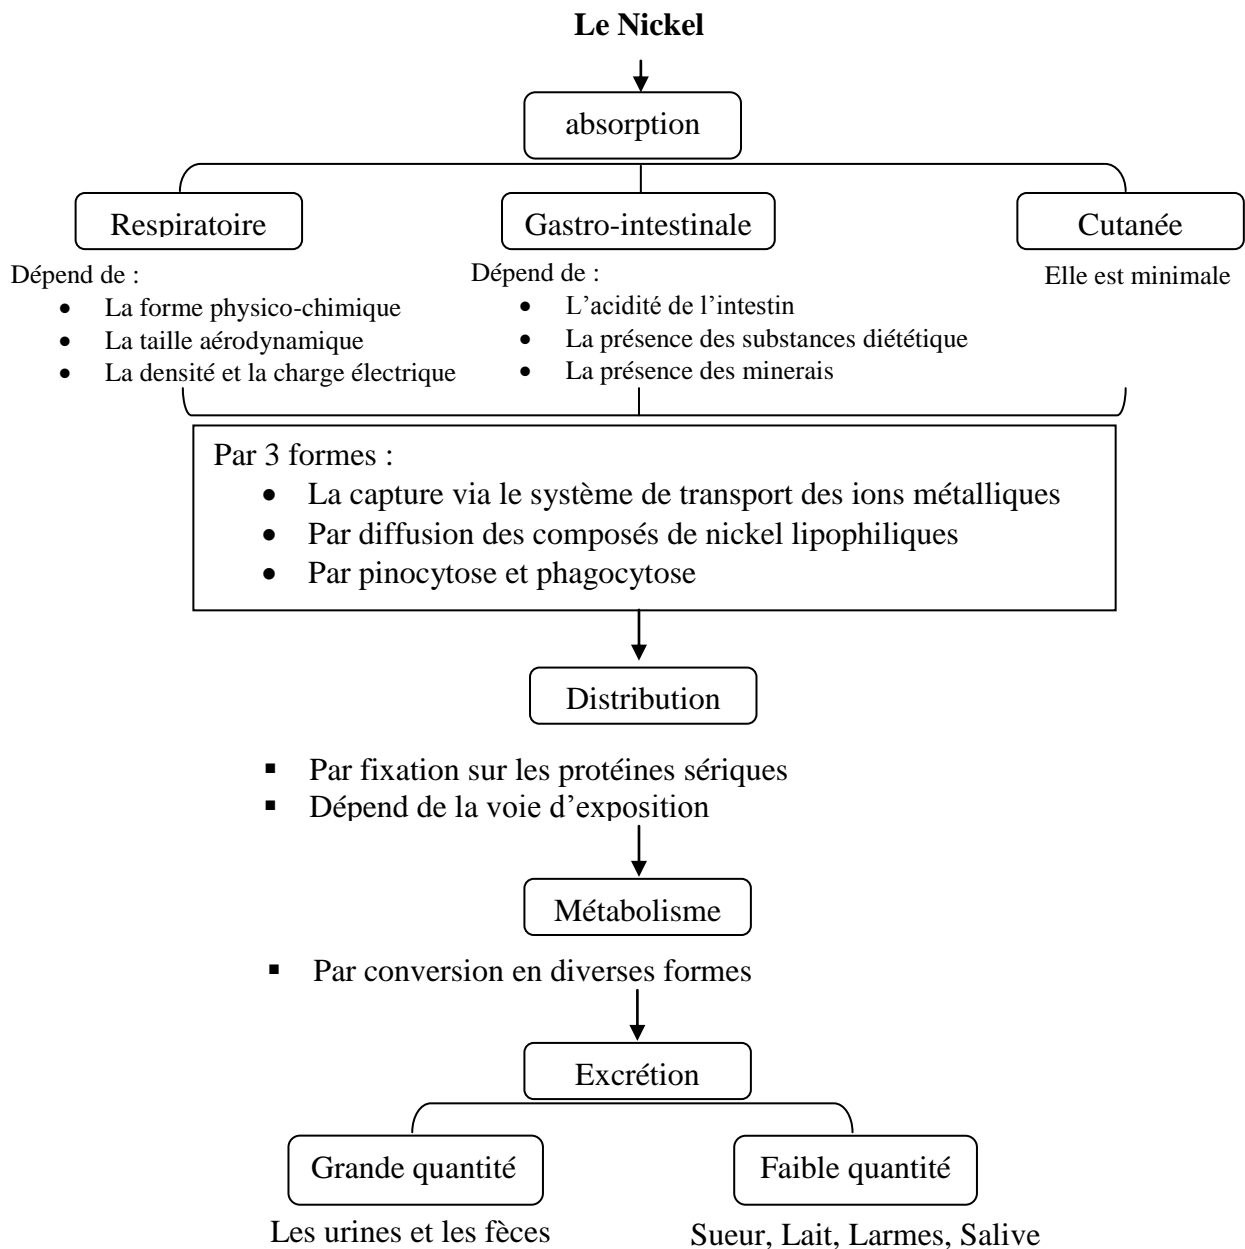 Le Nickel
absorption
Respiratoire
Gastro-intestinale
Cutanée
Dépend de :
• La forme physico-chimique
• La taille aérodynamique
• La densité et la charge électrique
Dépend de :
• L’acidité de l’intestin
• La présence des substances diététique
• La présence des minerais
Elle est minimale
Par 3 formes :
• La capture via le système de transport des ions métalliques
• Par diffusion des composés de nickel lipophiliques
• Par pinocytose et phagocytose
Distribution
▪ Par fixation sur les protéines sériques
▪ Dépend de la voie d’exposition
Métabolisme
▪ Par conversion en diverses formes
Excrétion
Grande quantité
Faible quantité
Les urines et les fèces
Sueur, Lait, Larmes, Salive